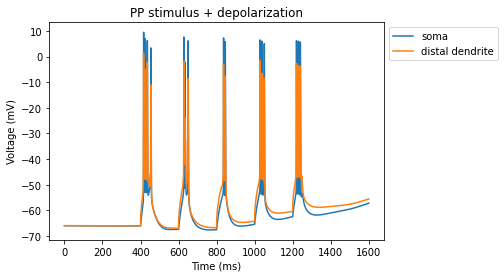 PP stimulus + depolarization
soma
distal dendrite
Voltage (mV)
10
0
−10
−20
−30
−40
−50
−60
−70
0 200 400 600 800 1000 1200 1400 1600
Time (ms)